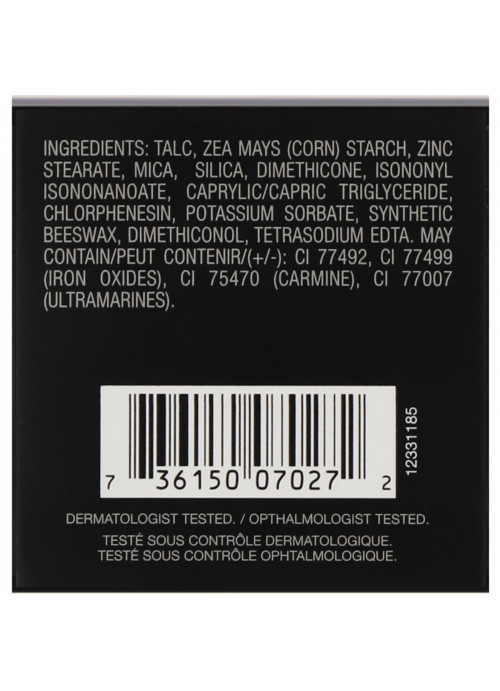 INGREDIENTS: TALC, ZEA MAYS (CORN) STARCH, ZINC
STEARATE, MICA, SILICA, DIMETHICONE, ISONONYL
ISONONANOATE, CAPRYLIC/CAPRIC TRIGLYCERIDE,
CHLORPHENESIN, POTASSIUM SORBATE, SYNTHETIC
BEESWAX, DIMETHICONOL, TETRASODIUM EDTA. MAY
CONTAIN/PEUT CONTENIR/(+/-): CI 77492, CI 77499
(IRON OXIDES), CI 75470 (CARMINE), CI 77007
(ULTRAMARINES).
7 36150 07027 2
12331185
DERMATOLOGIST TESTED. / OPTHALMOLOGIST TESTED.
TESTÉ SOUS CONTRÔLE DERMATOLOGIQUE.
TESTÉ SOUS CONTRÔLE OPHTALMOLOGIQUE.